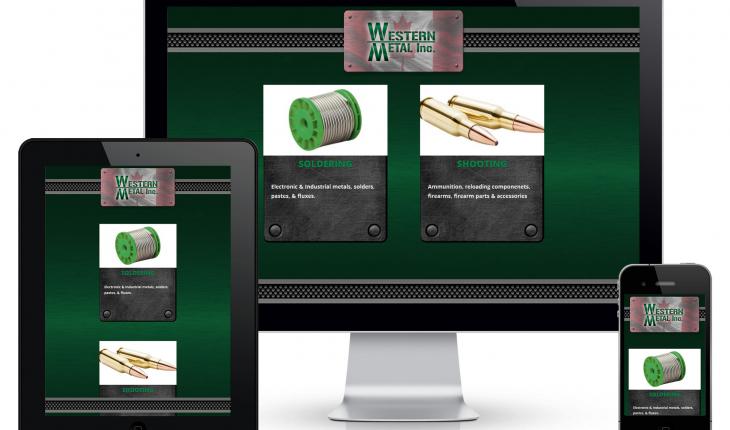 WESTERN
METAL Inc.
SOLDERING
Electronic & Industrial metals, solders,
pastes, & fluxes.
SHOOTING
Ammunition, reloading componenets,
firearms, firearm parts & accessories
WESTERN
METAL Inc.
SOLDERING
Electronic & Industrial metals, solders,
pastes, & fluxes.
SHOOTING
WESTERN
METAL Inc.
SOLDERING
Electronic & Industrial metals, solders,
pastes, & fluxes.